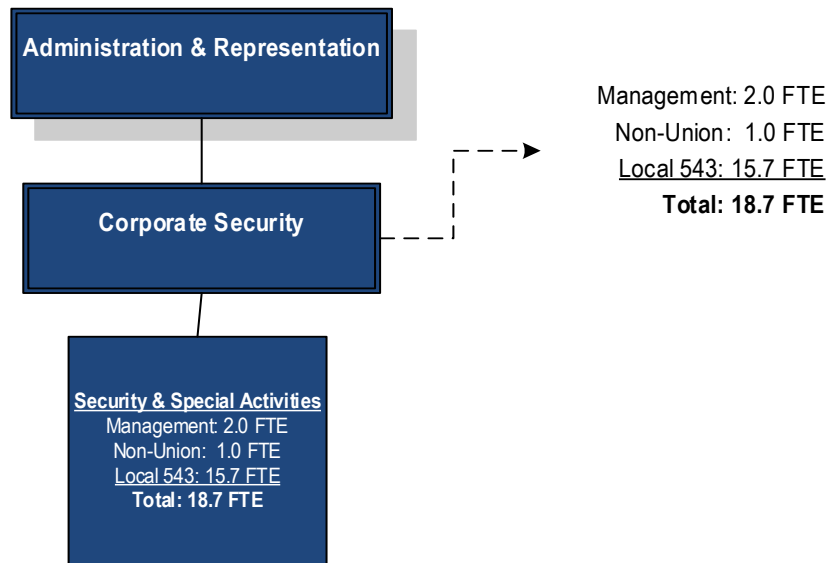 Administration & Representation
Management: 2.0 FTE
Non-Union: 1.0 FTE
Local 543: 15.7 FTE
Total: 18.7 FTE
Corporate Security
Security & Special Activities
Management: 2.0 FTE
Non-Union: 1.0 FTE
Local 543: 15.7 FTE
Total: 18.7 FTE